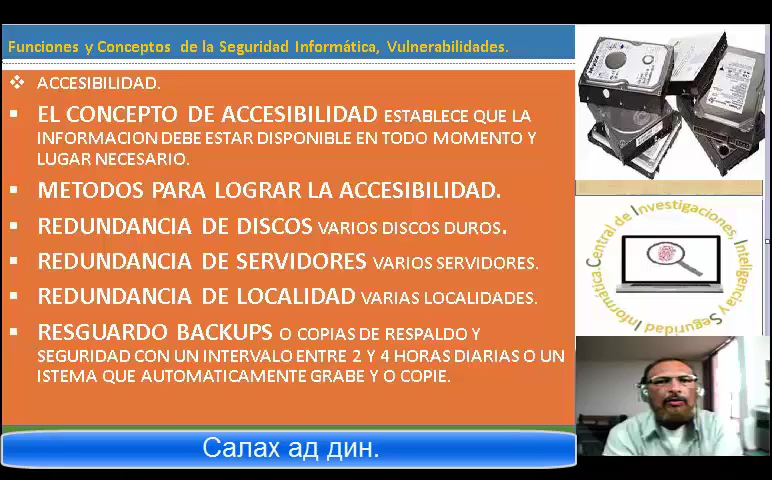 Funciones y Conceptos de la Seguridad Informática, Vulnerabilidades.
❖ ACCESIBILIDAD.
▪ EL CONCEPTO DE ACCESIBILIDAD ESTABLECE QUE LA
INFORMACION DEBE ESTAR DISPONIBLE EN TODO MOMENTO Y
LUGAR NECESARIO.
▪ METODOS PARA LOGRAR LA ACCESIBILIDAD.
▪ REDUNDANCIA DE DISCOS VARIOS DISCOS DUROS.
▪ REDUNDANCIA DE SERVIDORES VARIOS SERVIDORES.
▪ REDUNDANCIA DE LOCALIDAD VARIAS LOCALIDADES.
▪ RESGUARDO BACKUPS O COPIAS DE RESPALDO Y
SEGURIDAD CON UN INTERVALO ENTRE 2 Y 4 HORAS DIARIAS O UN
ISTEMA QUE AUTOMATICAMENTE GRABE Y O COPIE.
Central de Investigaciones, Inteligencia y Seguridad Informática.
Салах ад дин.